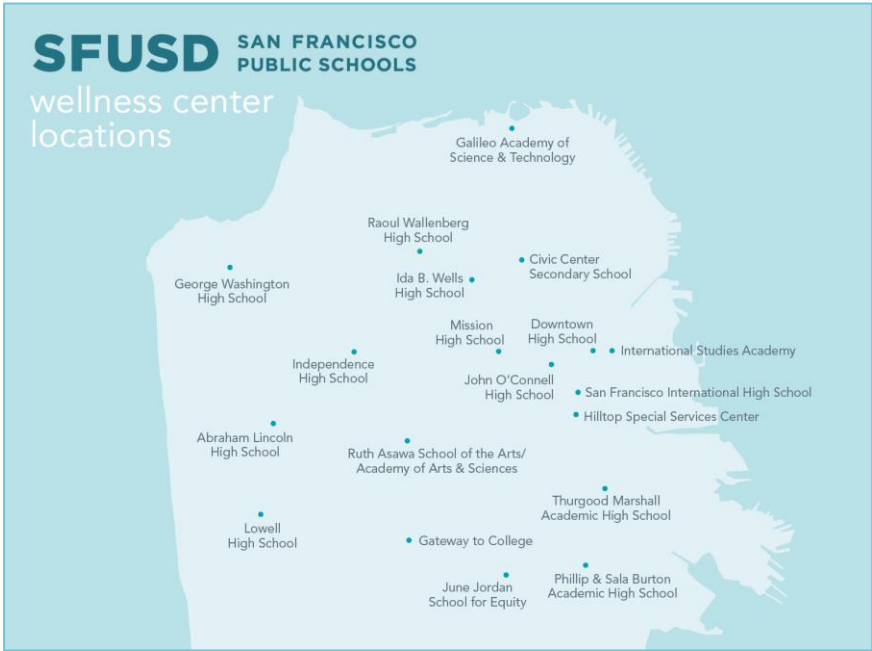 SFUSD
SAN FRANCISCO
PUBLIC SCHOOLS
wellness center
locations
Galileo Academy of
Science & Technology
Raoul Wallenberg
High School
Civic Center
Secondary School
George Washington
High School
Ida B. Wells
High School
Mission
High School
Downtown
High School
International Studies Academy
Independence
High School
John O'Connell
High School
San Francisco International High School
Hilltop Special Services Center
Abraham Lincoln
High School
Ruth Asawa School of the Arts/
Academy of Arts & Sciences
Thurgood Marshall
Academic High School
Lowell
High School
Gateway to College
June Jordan
School for Equity
Phillip & Sala Burton
Academic High School